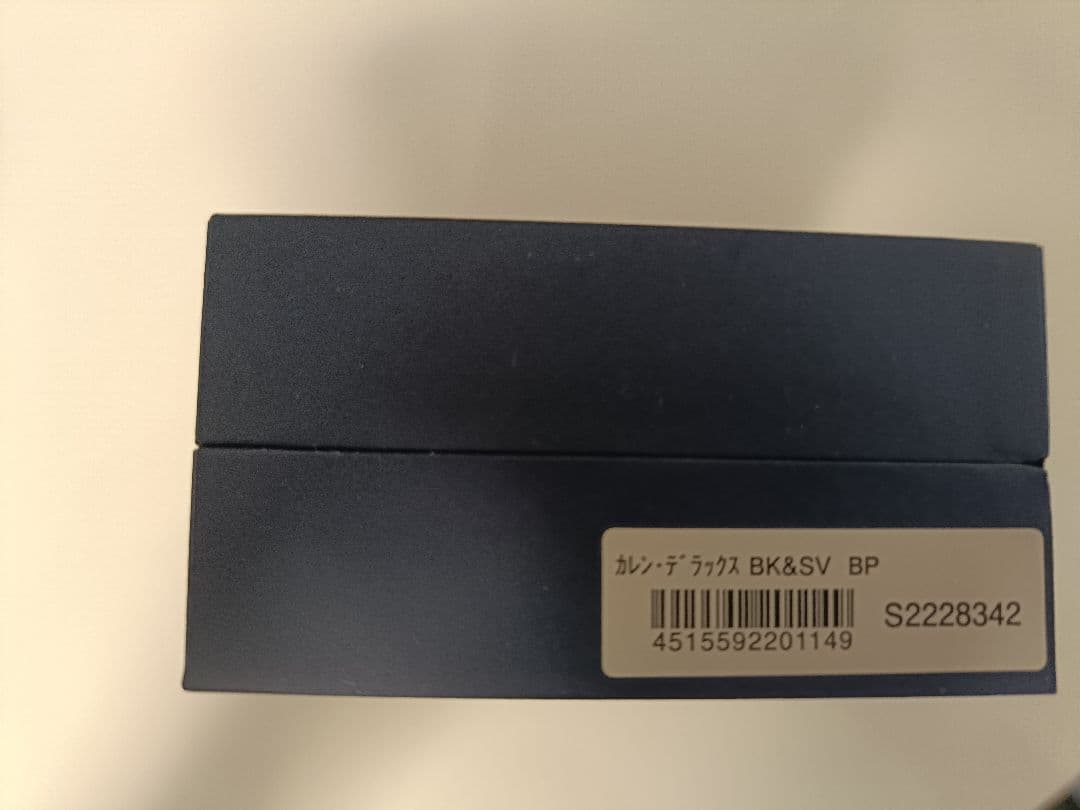 ｶﾚﾝ・ﾃﾞﾗｯｸｽ BK&SV BP
S2228342
4515592201149